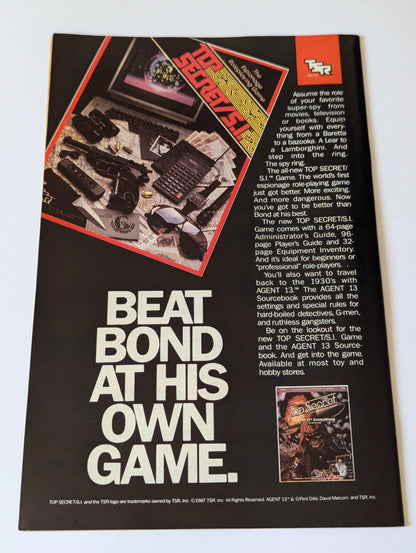 TOP
SECRET/S.I.
The
Espionage
Roleplaying Game
TSR
Assume the role
of your favorite
super-spy from
movies, television
or books. Equip
yourself with every-
thing from a Baretta
to a bazooka. A Lear to
a Lamborghini. And
step into the ring.
The spy ring.
The all-new TOP SECRET/
S.I.™ Game. The world's first
espionage role-playing game
just got better. More exciting.
And more dangerous. Now
you've got to be better than
Bond at his best.
The new TOP SECRET/S.I.
Game comes with a 64-page
Administrator's Guide, 96-
page Player's Guide and 32-
page Equipment Inventory.
And it's ideal for beginners or
"professional" role-players.
You'll also want to travel
back to the 1930's with
AGENT 13.™ The AGENT 13
Sourcebook provides all the
settings and special rules for
hard-boiled detectives, G-men,
and ruthless gangsters.
Be on the lookout for the
new TOP SECRET/S.I. Game
and the AGENT 13 Source-
book. And get into the game.
Available at most toy and
hobby stores.
BEAT
BOND
AT HIS
OWN
GAME.
Top Secret
TOP SECRET/S.I. and the TSR logo are trademarks owned by TSR, Inc. ©1987 TSR, Inc. All Rights Reserved. AGENT 13™ & ©Flint Dille, David Marconi and TSR, Inc.